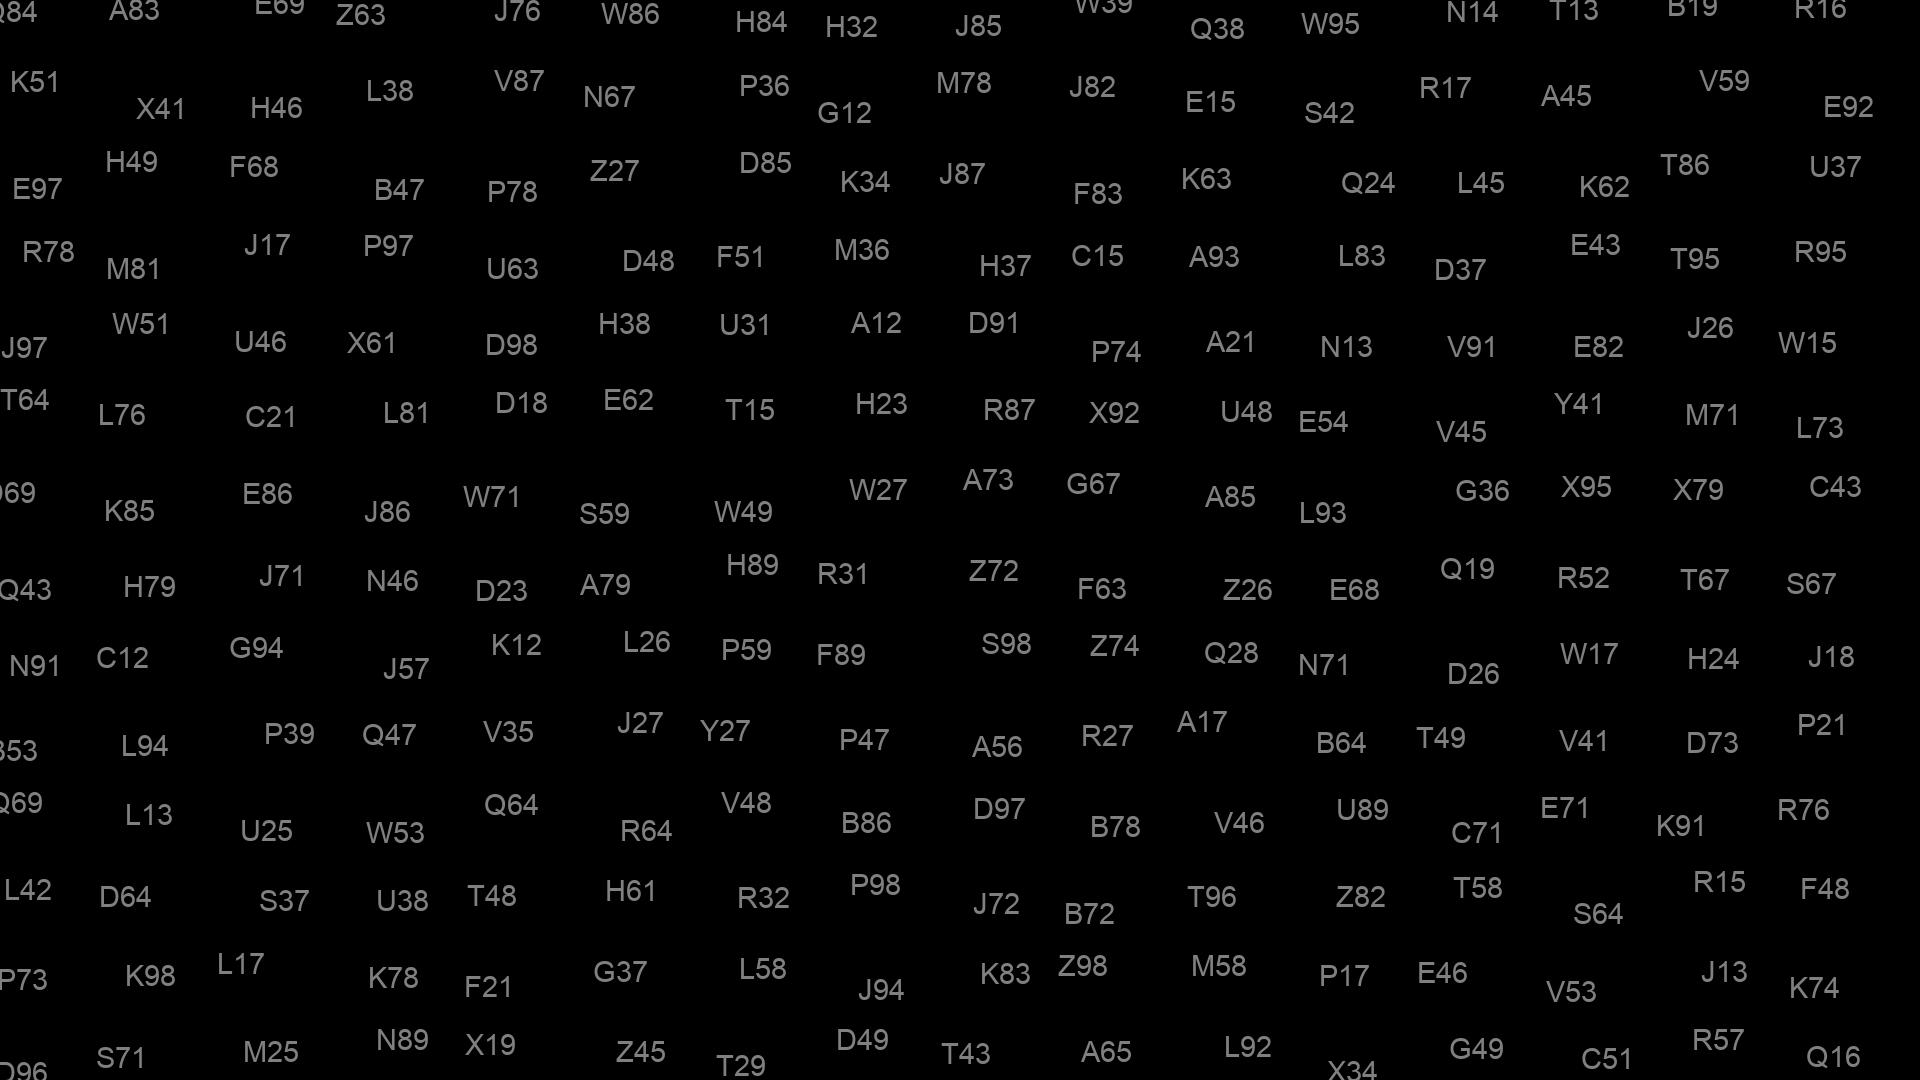 A83 E69 Z63 J76 W86 H84 H32 J85 W39 Q38 W95 N14 T13 B19 R16
K51 X41 H46 L38 V87 N67 P36 G12 M78 J82 E15 S42 R17 A45 V59 E92
E97 H49 F68 B47 P78 Z27 D85 K34 J87 F83 K63 Q24 L45 K62 T86 U37
R78 M81 J17 P97 U63 D48 F51 M36 H37 C15 A93 L83 D37 E43 T95 R95
J97 W51 U46 X61 D98 H38 U31 A12 D91 P74 A21 N13 V91 E82 J26 W15
T64 L76 C21 L81 D18 E62 T15 H23 R87 X92 U48 E54 V45 Y41 M71 L73
K85 E86 J86 W71 S59 W49 W27 A73 G67 A85 L93 G36 X95 X79 C43
Q43 H79 J71 N46 D23 A79 H89 R31 Z72 F63 Z26 E68 Q19 R52 T67 S67
N91 C12 G94 J57 K12 L26 P59 F89 S98 Z74 Q28 N71 D26 W17 H24 J18
L94 P39 Q47 V35 J27 Y27 P47 A56 R27 A17 B64 T49 V41 D73 P21
Q69 L13 U25 W53 Q64 R64 V48 B86 D97 B78 V46 U89 C71 E71 K91 R76
L42 D64 S37 U38 T48 H61 R32 P98 J72 B72 T96 Z82 T58 S64 R15 F48
P73 K98 L17 K78 F21 G37 L58 J94 K83 Z98 M58 P17 E46 V53 J13 K74
D96 S71 M25 N89 X19 Z45 T29 D49 T43 A65 L92 X34 G49 C51 R57 Q16